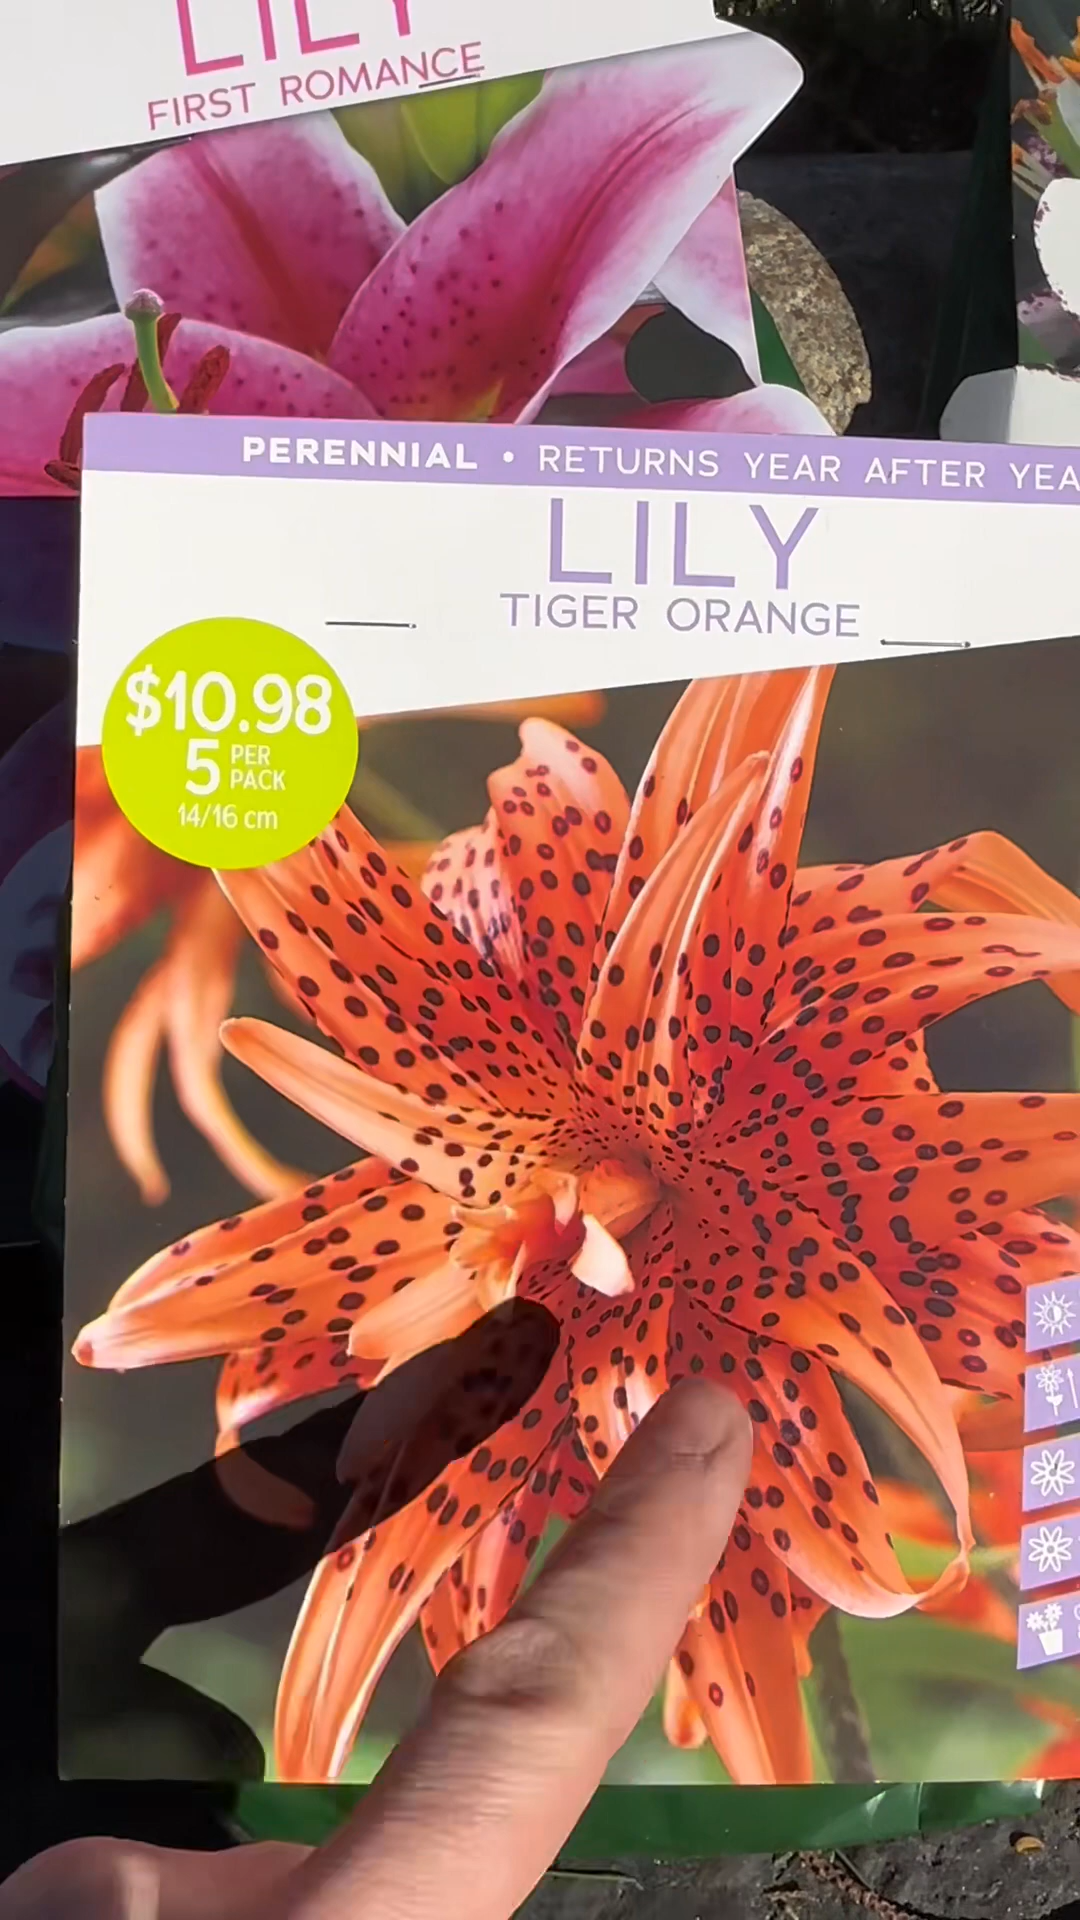 LILY
FIRST ROMANCE
PERENNIAL • RETURNS YEAR AFTER YEA
LILY
TIGER ORANGE
$10.98
5 PER PACK
14/16 cm